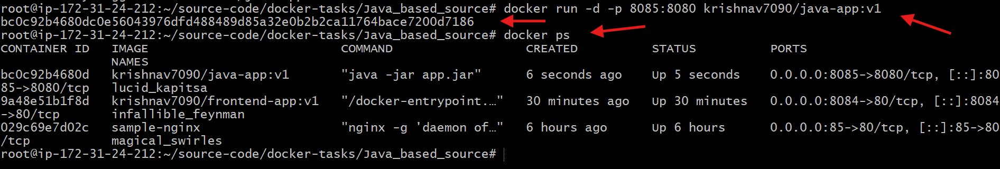 root@ip-172-31-24-212:~/source-code/docker-tasks/Java_based_source# docker run -d -p 8085:8080 krishnav7090/java-app:v1
bc0c92b4680dc0e56043976dfd488489d85a32e0b2b2ca11764bace7200d7186
root@ip-172-31-24-212:~/source-code/docker-tasks/Java_based_source# docker ps
CONTAINER ID   IMAGE                          COMMAND                  CREATED          STATUS          PORTS
               NAMES
bc0c92b4680d   krishnav7090/java-app:v1       "java -jar app.jar"      6 seconds ago    Up 5 seconds    0.0.0.0:8085->8080/tcp, [::]:80
85->8080/tcp   lucid_kapitsa
9a48e51b1f8d   krishnav7090/frontend-app:v1   "/docker-entrypoint.…"   30 minutes ago   Up 30 minutes   0.0.0.0:8084->80/tcp, [::]:8084
->80/tcp       infallible_feynman
029c69e7d02c   sample-nginx                   "nginx -g 'daemon of…"   6 hours ago      Up 6 hours      0.0.0.0:85->80/tcp, [::]:85->80
/tcp           magical_swirles
root@ip-172-31-24-212:~/source-code/docker-tasks/Java_based_source#